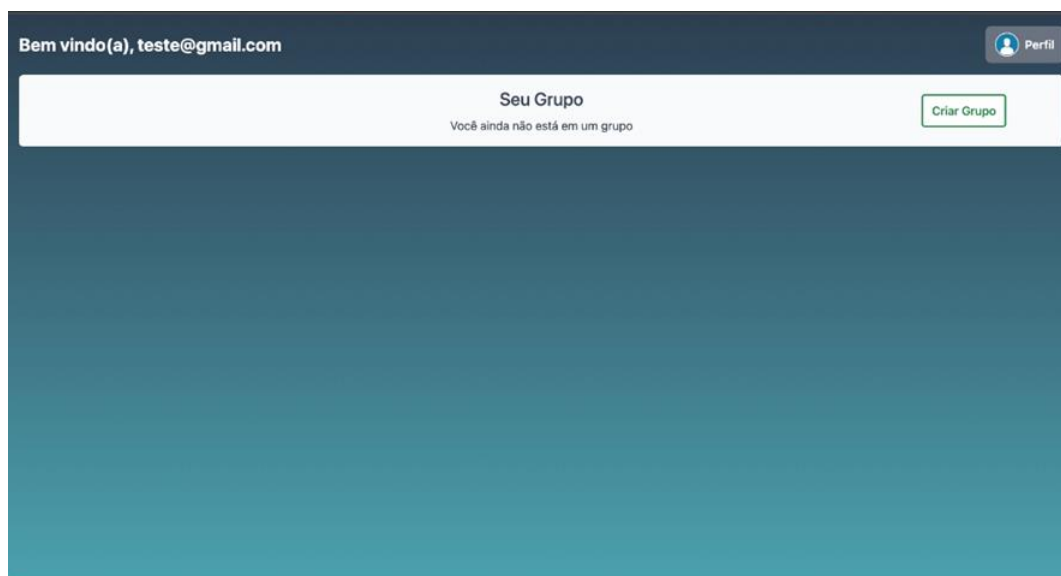 Bem vindo(a), teste@gmail.com
Perfil
Seu Grupo
Você ainda não está em um grupo
Criar Grupo